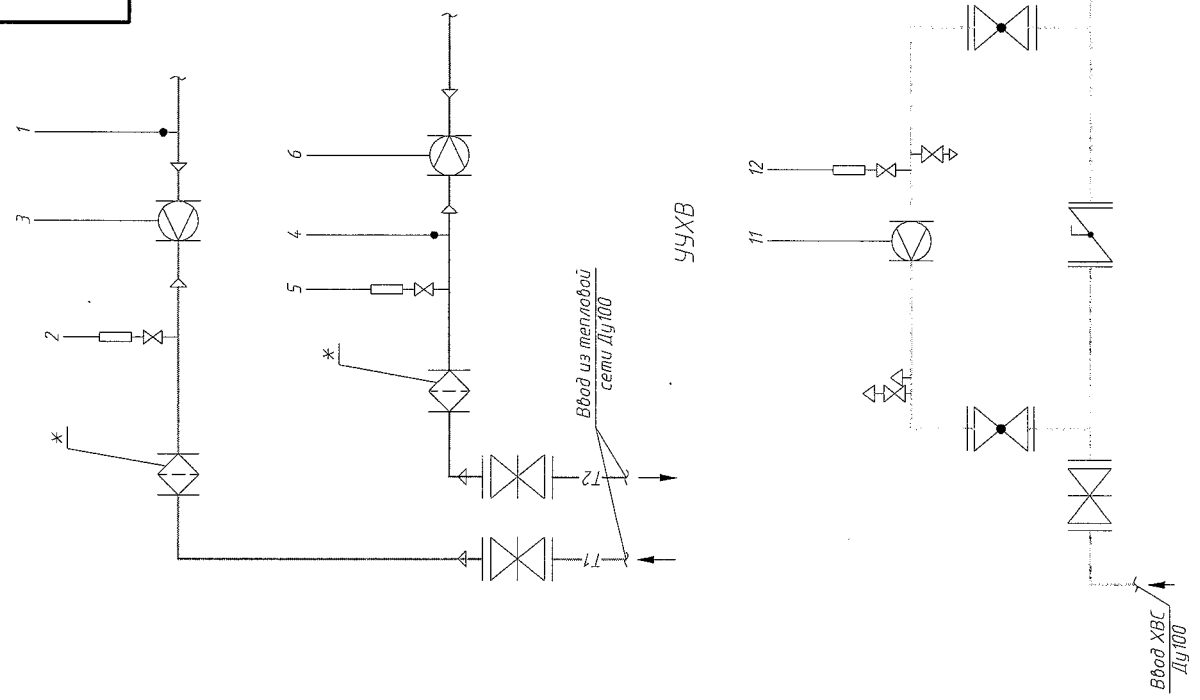 1
3
2
*
6
4
5
*
Ввод из тепловой
сети Ду100
Т2
Т1
УУХВ
12
11
Ввод ХВС
Ду100